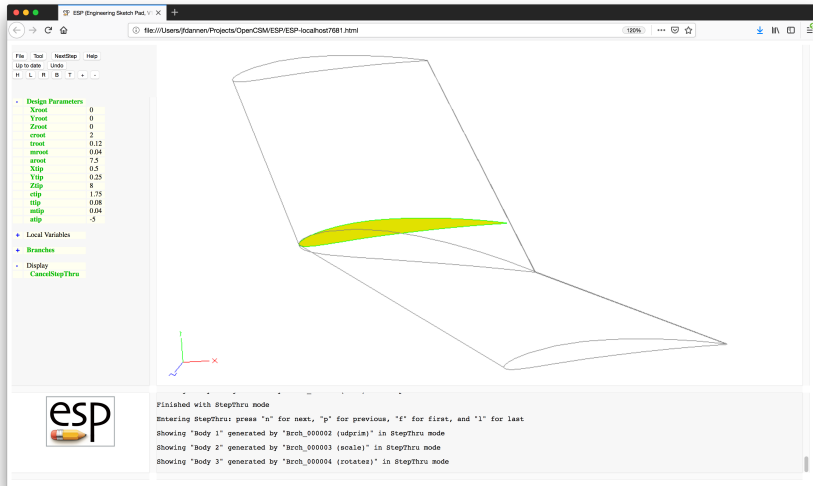 ESP (Engineering Sketch Pad, V
file:///Users/jfdannen/Projects/OpenCSM/ESP/ESP-localhost7681.html
120%
File Tool NextStep Help
Up to date Undo
H L R B T + -
- Design Parameters
Xroot 0
Yroot 0
Zroot 0
croot 2
troot 0.12
mroot 0.04
aroot 7.5
Xtip 0.5
Ytip 0.25
Ztip 8
ctip 1.75
ttip 0.08
mtip 0.04
atip -5
+ Local Variables
+ Branches
- Display
CancelStepThru
X
esp
Finished with StepThru mode
Entering StepThru: press "n" for next, "p" for previous, "f" for first, and "l" for last
Showing "Body 1" generated by "Brch_000002 (udprim)" in StepThru mode
Showing "Body 2" generated by "Brch_000003 (scale)" in StepThru mode
Showing "Body 3" generated by "Brch_000004 (rotatez)" in StepThru mode